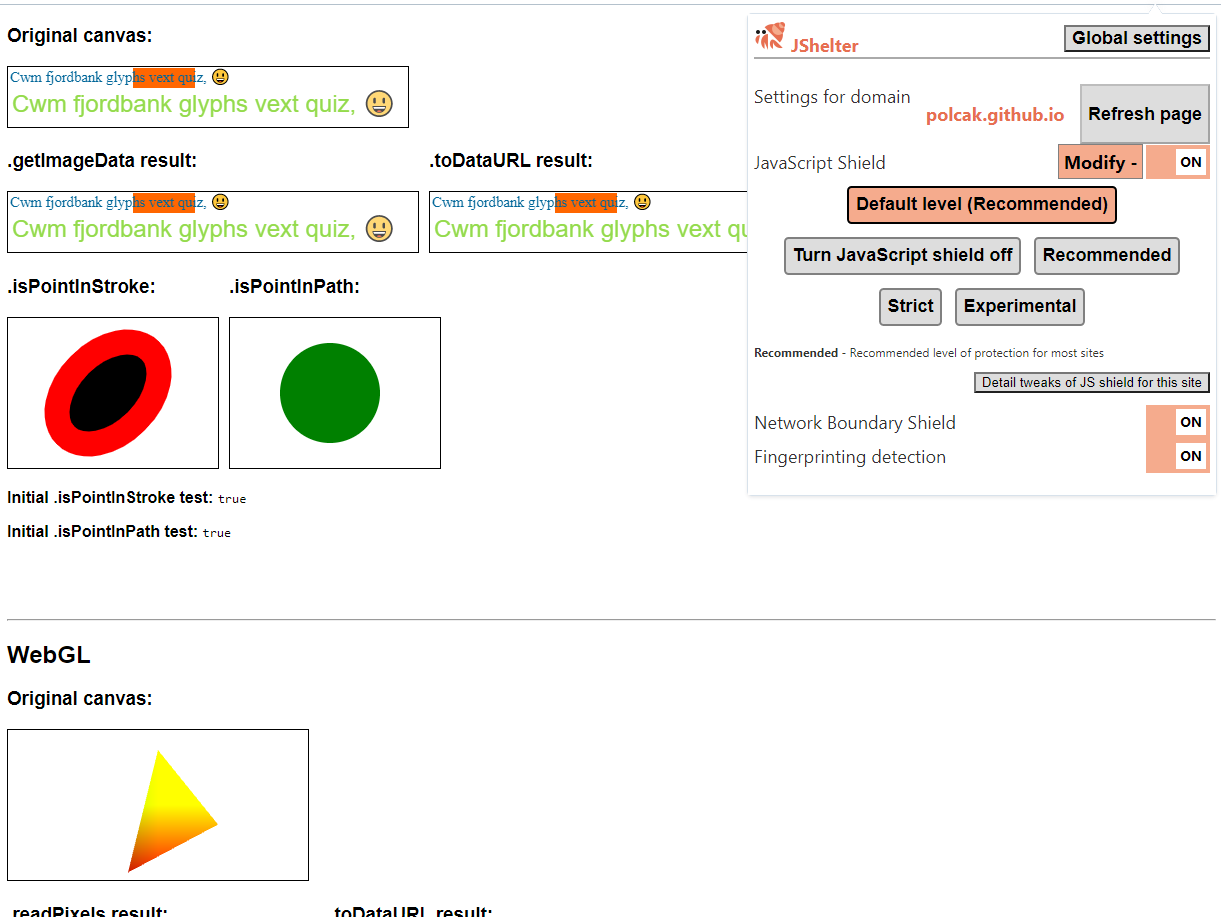 Original canvas:
Cwm fjordbank glyphs vext quiz, 😃
Cwm fjordbank glyphs vext quiz, 😃
.getImageData result:
.toDataURL result:
Cwm fjordbank glyphs vext quiz, 😃
Cwm fjordbank glyphs vext quiz, 😃
Cwm fjordbank glyphs vext quiz, 😃
Cwm fjordbank glyphs vext qu
.isPointInStroke:
.isPointInPath:
Initial .isPointInStroke test: true
Initial .isPointInPath test: true
JShelter
Global settings
Settings for domain
polcak.github.io
Refresh page
JavaScript Shield
Modify -
ON
Default level (Recommended)
Turn JavaScript shield off
Recommended
Strict
Experimental
Recommended - Recommended level of protection for most sites
Detail tweaks of JS shield for this site
Network Boundary Shield
ON
Fingerprinting detection
ON
WebGL
Original canvas:
.readPixels result:
.toDataURL result: